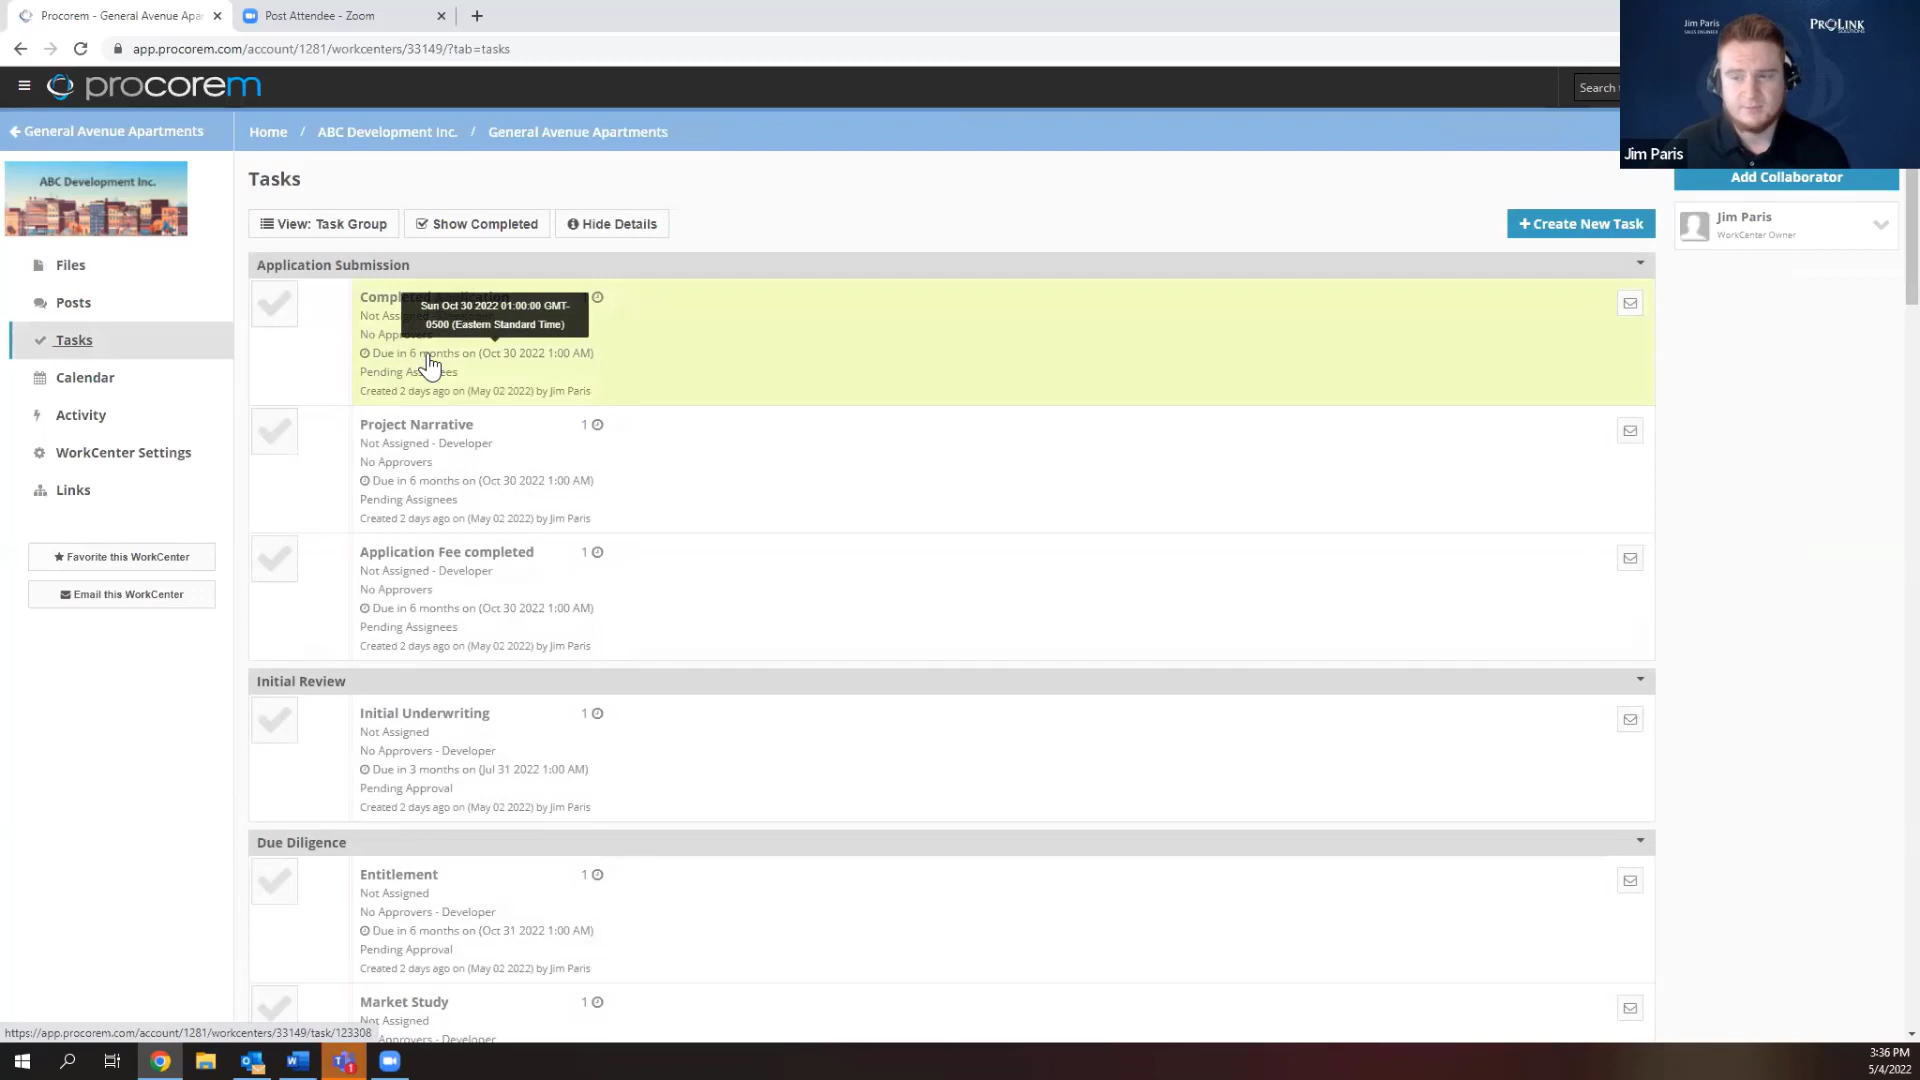 Procorem - General Avenue Apar
Post Attendee - Zoom
app.procorem.com/account/1281/workcenters/33149/?tab=tasks
procorem
Search
Jim Paris
PROLINK
SOLUTIONS
Jim Paris
General Avenue Apartments
Home / ABC Development Inc. / General Avenue Apartments
ABC Development Inc.
Files
Posts
Tasks
Calendar
Activity
WorkCenter Settings
Links
Favorite this WorkCenter
Email this WorkCenter
Tasks
View: Task Group
Show Completed
Hide Details
+ Create New Task
Add Collaborator
Jim Paris
WorkCenter Owner
Application Submission
Completed Application
Sun Oct 30 2022 01:00:00 GMT-
0500 (Eastern Standard Time)
Due in 6 months on (Oct 30 2022 1:00 AM)
Pending Assignees
Created 2 days ago on (May 02 2022) by Jim Paris
Project Narrative 1
Not Assigned - Developer
No Approvers
Due in 6 months on (Oct 30 2022 1:00 AM)
Pending Assignees
Created 2 days ago on (May 02 2022) by Jim Paris
Application Fee completed 1
Not Assigned - Developer
No Approvers
Due in 6 months on (Oct 30 2022 1:00 AM)
Pending Assignees
Created 2 days ago on (May 02 2022) by Jim Paris
Initial Review
Initial Underwriting 1
Not Assigned
No Approvers - Developer
Due in 3 months on (Jul 31 2022 1:00 AM)
Pending Approval
Created 2 days ago on (May 02 2022) by Jim Paris
Due Diligence
Entitlement 1
Not Assigned
No Approvers - Developer
Due in 6 months on (Oct 31 2022 1:00 AM)
Pending Approval
Created 2 days ago on (May 02 2022) by Jim Paris
Market Study 1
Not Assigned
Approvers - Developer
https://app.procorem.com/account/1281/workcenters/33149/task/123308
3:36 PM
5/4/2022